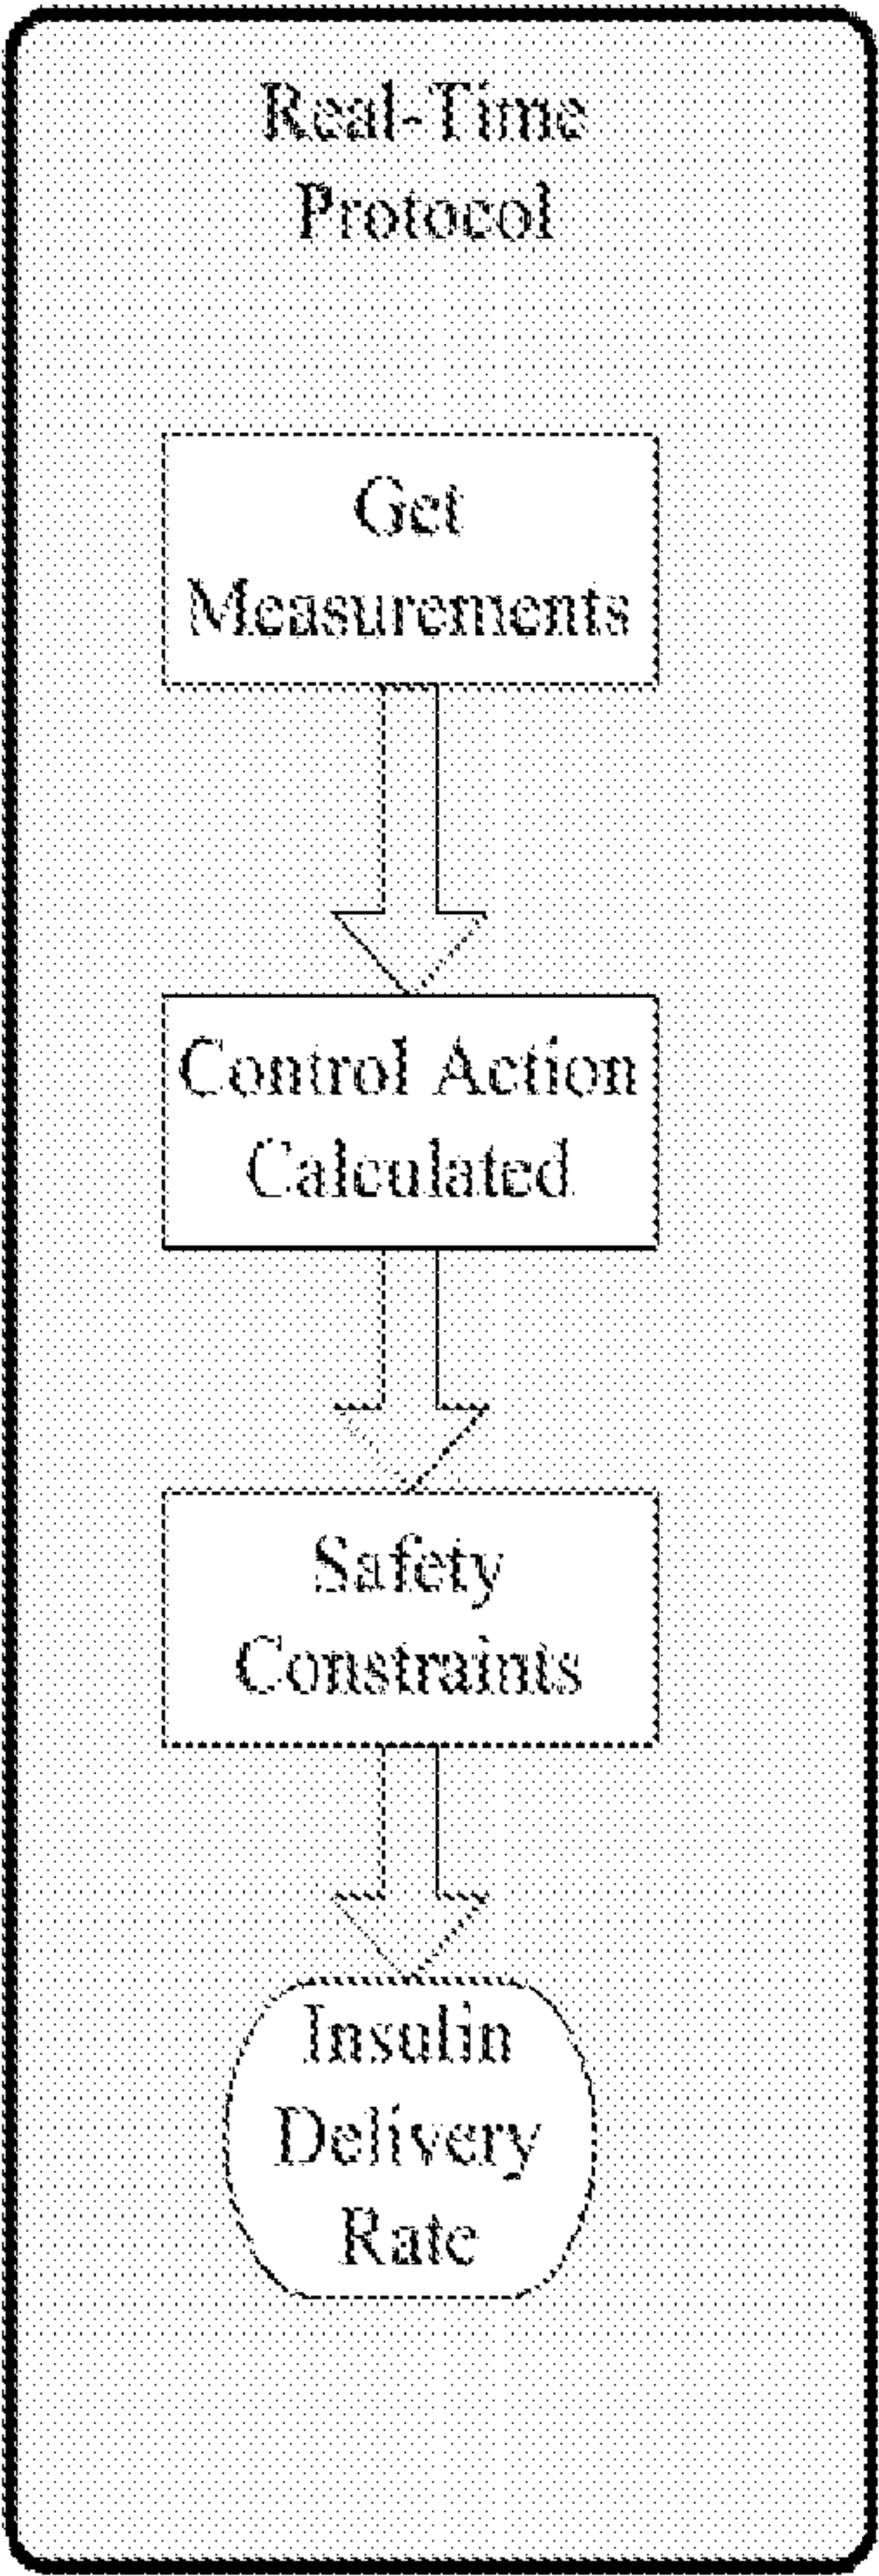 Real-Time
Protocol
Get
Measurements
Control Action
Calculated
Safety
Constraints
Insulin
Delivery
Rate